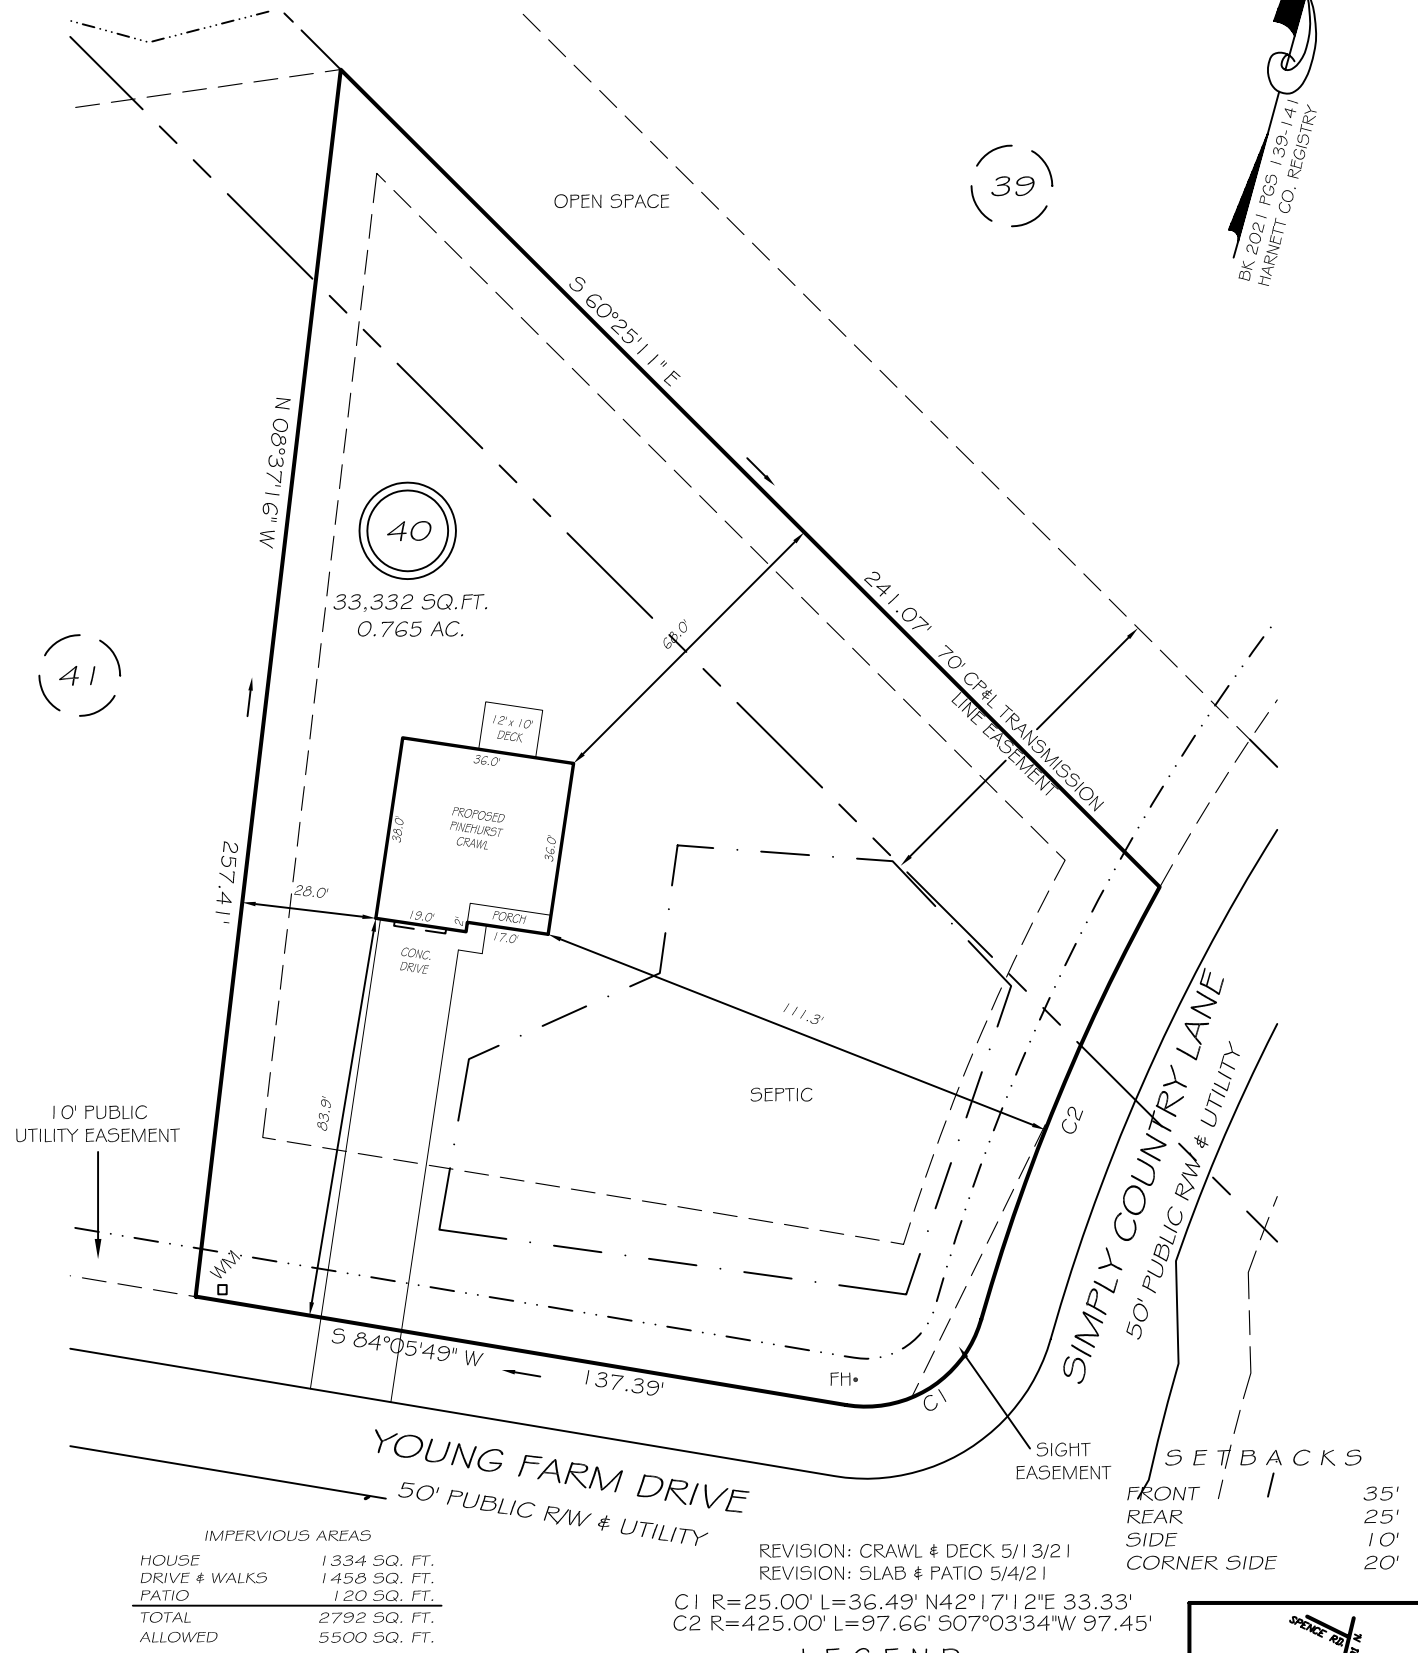 BK 2021 PGS 139-141
HARNETT CO. REGISTRY
39
OPEN SPACE
S 60°25'11" E
N 08°37'16" W
40
33,332 SQ.FT.
0.765 AC.
41
241.07'
70' CP&L TRANSMISSION
LINE EASEMENT
68.0'
12' x 10'
DECK
36.0'
PROPOSED
PINEHURST
CRAWL
38.0'
36.0'
257.41'
28.0'
19.0'
2'
PORCH
17.0'
CONC.
DRIVE
111.3'
SEPTIC
83.9'
C2
SIMPLY COUNTRY LANE
50' PUBLIC R/W & UTILITY
10' PUBLIC
UTILITY EASEMENT
WM.
S 84°05'49" W
137.39'
FH
C1
SIGHT
EASEMENT
YOUNG FARM DRIVE
50' PUBLIC R/W & UTILITY
SETBACKS
FRONT 35'
REAR 25'
SIDE 10'
CORNER SIDE 20'
IMPERVIOUS AREAS
HOUSE 1334 SQ. FT.
DRIVE & WALKS 1458 SQ. FT.
PATIO 120 SQ. FT.
TOTAL 2792 SQ. FT.
ALLOWED 5500 SQ. FT.
REVISION: CRAWL & DECK 5/13/21
REVISION: SLAB & PATIO 5/4/21
C1 R=25.00' L=36.49' N42°17'12"E 33.33'
C2 R=425.00' L=97.66' S07°03'34"W 97.45'
SPENCE RD.